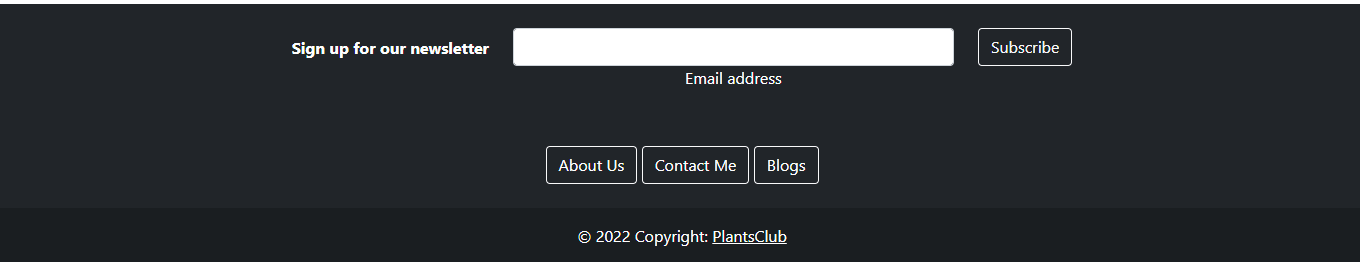 Sign up for our newsletter Subscribe
Email address
About Us Contact Me Blogs
© 2022 Copyright: PlantsClub